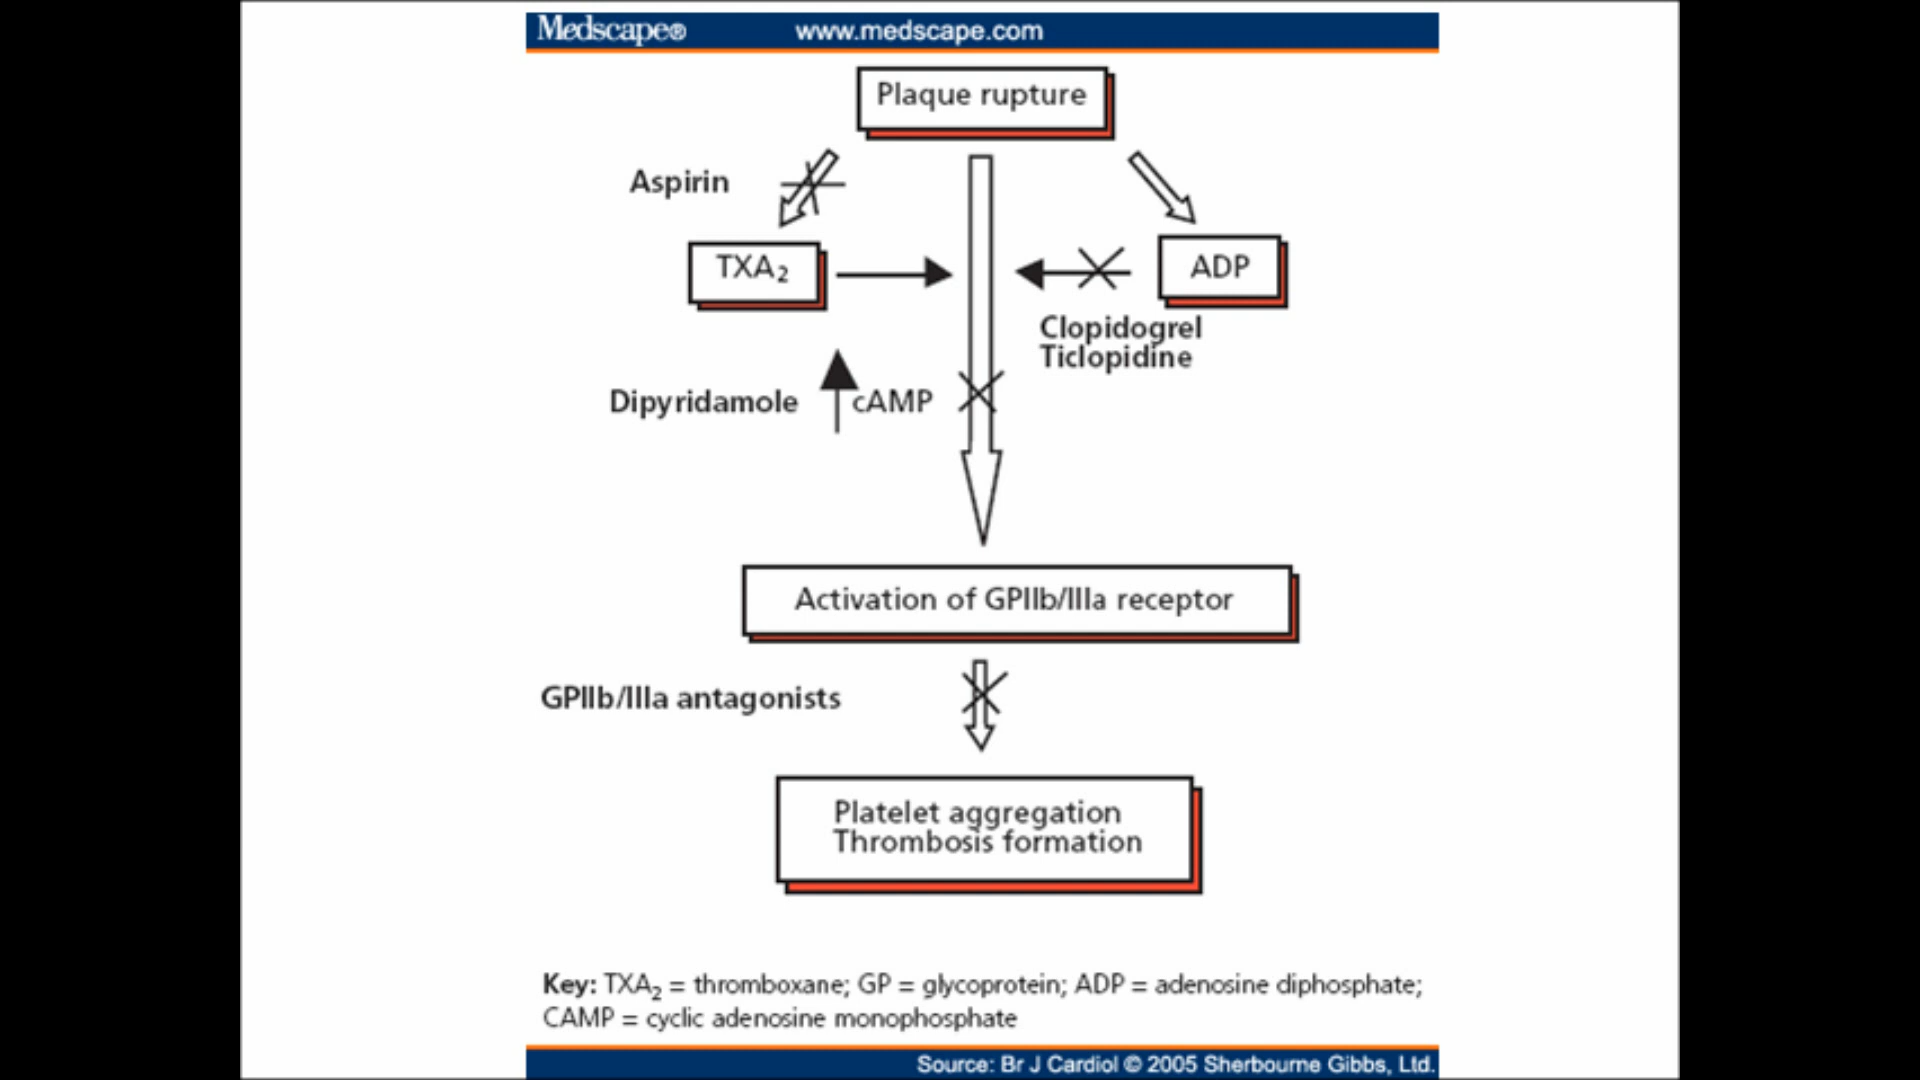 Medscape® www.medscape.com
Plaque rupture
Aspirin
TXA₂
ADP
Clopidogrel
Ticlopidine
Dipyridamole
cAMP
Activation of GPIIb/IIIa receptor
GPIIb/IIIa antagonists
Platelet aggregation
Thrombosis formation
Key: TXA₂ = thromboxane; GP = glycoprotein; ADP = adenosine diphosphate;
CAMP = cyclic adenosine monophosphate
Source: Br J Cardiol © 2005 Sherbourne Gibbs, Ltd.